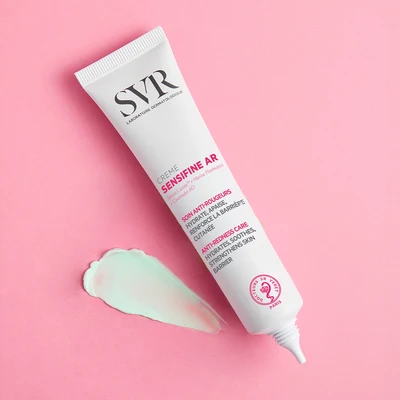 SVR
LABORATOIRE DERMATOLOGIQUE
CRÈME
SENSIFINE AR
SOIN ANTI-ROUGEURS
HYDRATE, APAISE,
RENFORCE LA BARRIÈRE
CUTANÉE
ANTI-REDNESS CARE
HYDRATES, SOOTHES,
STRENGTHENS SKIN
BARRIER
PARIS